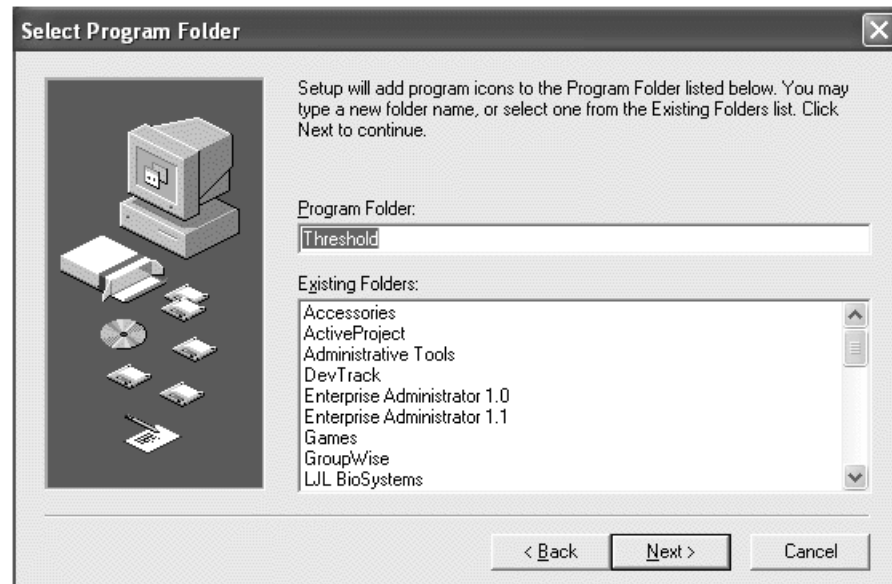 Select Program Folder
Setup will add program icons to the Program Folder listed below. You may
type a new folder name, or select one from the Existing Folders list. Click
Next to continue.
Program Folder:
Threshold
Existing Folders:
Accessories
ActiveProject
Administrative Tools
DevTrack
Enterprise Administrator 1.0
Enterprise Administrator 1.1
Games
GroupWise
LJL BioSystems
< Back Next > Cancel